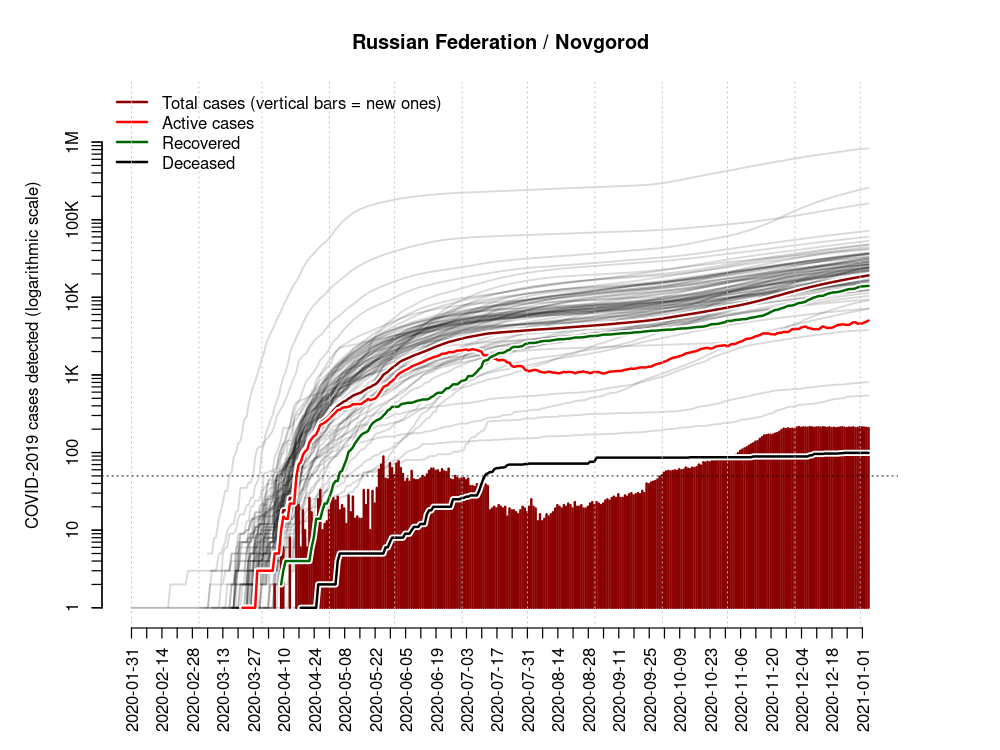 Russian Federation / Novgorod
Total cases (vertical bars = new ones)
Active cases
Recovered
Deceased
COVID-2019 cases detected (logarithmic scale)
1M
100K
10K
1K
100
10
1
2020-01-31
2020-02-14
2020-02-28
2020-03-13
2020-03-27
2020-04-10
2020-04-24
2020-05-08
2020-05-22
2020-06-05
2020-06-19
2020-07-03
2020-07-17
2020-07-31
2020-08-14
2020-08-28
2020-09-11
2020-09-25
2020-10-09
2020-10-23
2020-11-06
2020-11-20
2020-12-04
2020-12-18
2021-01-01